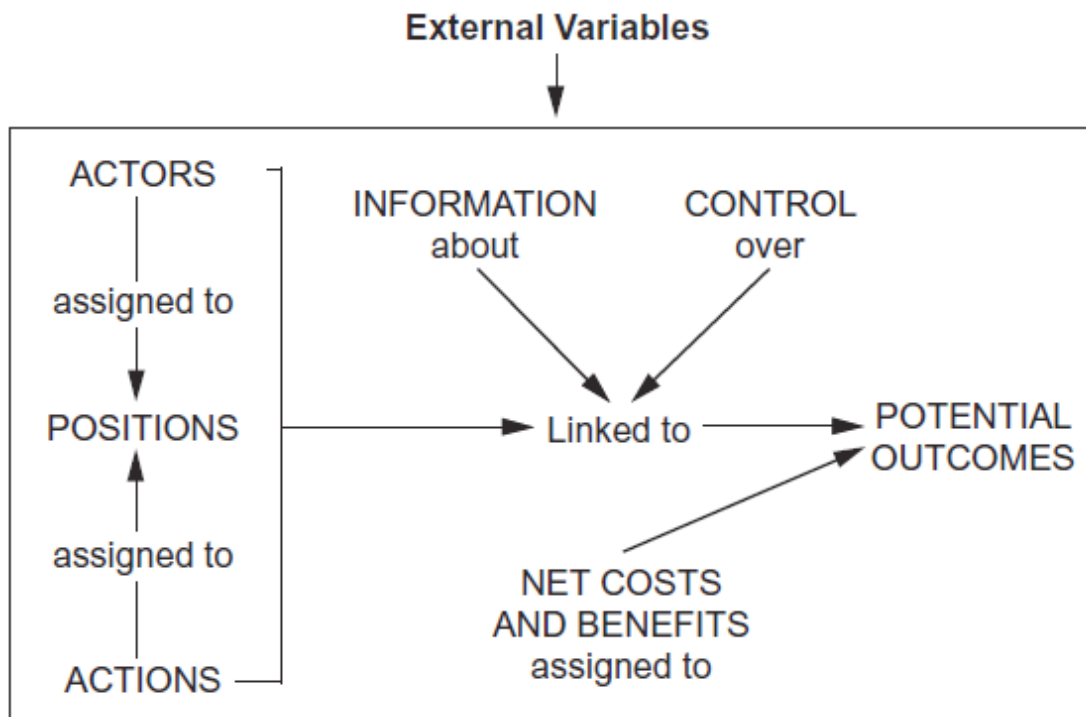 External Variables
ACTORS
assigned to
POSITIONS
assigned to
ACTIONS
INFORMATION
about
CONTROL
over
Linked to
POTENTIAL
OUTCOMES
NET COSTS
AND BENEFITS
assigned to